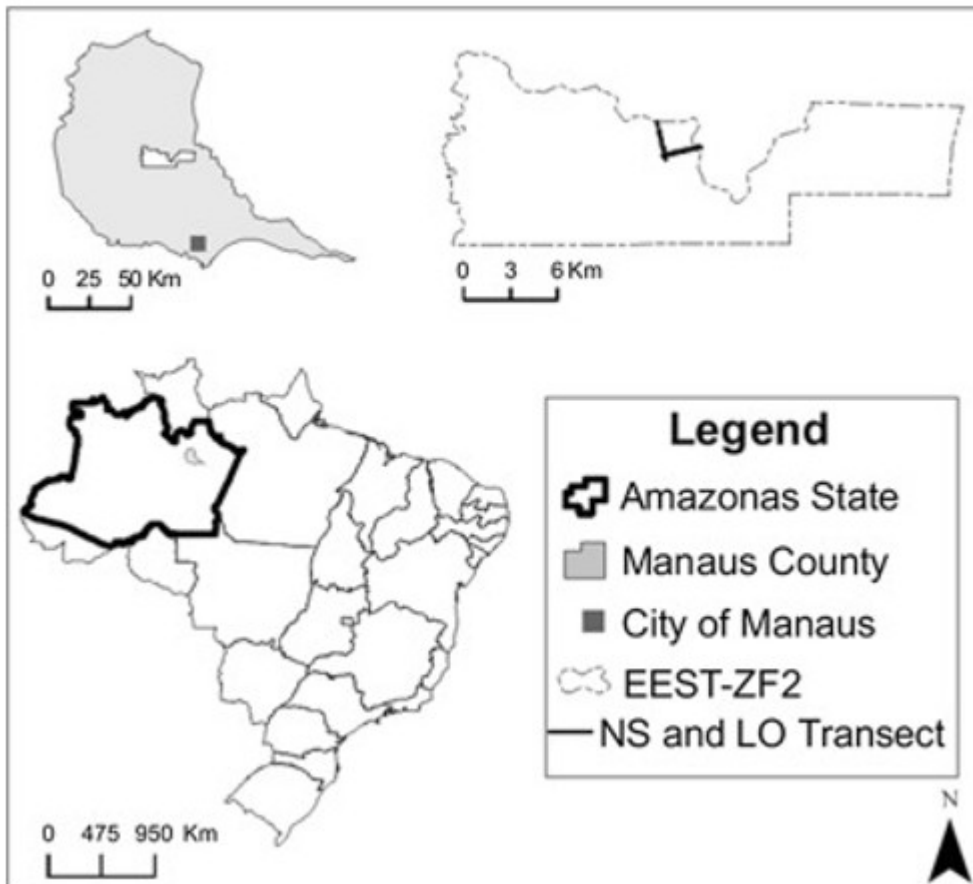 0 25 50 Km
0 3 6 Km
Legend
Amazonas State
Manaus County
City of Manaus
EEST-ZF2
NS and LO Transect
0 475 950 Km
N